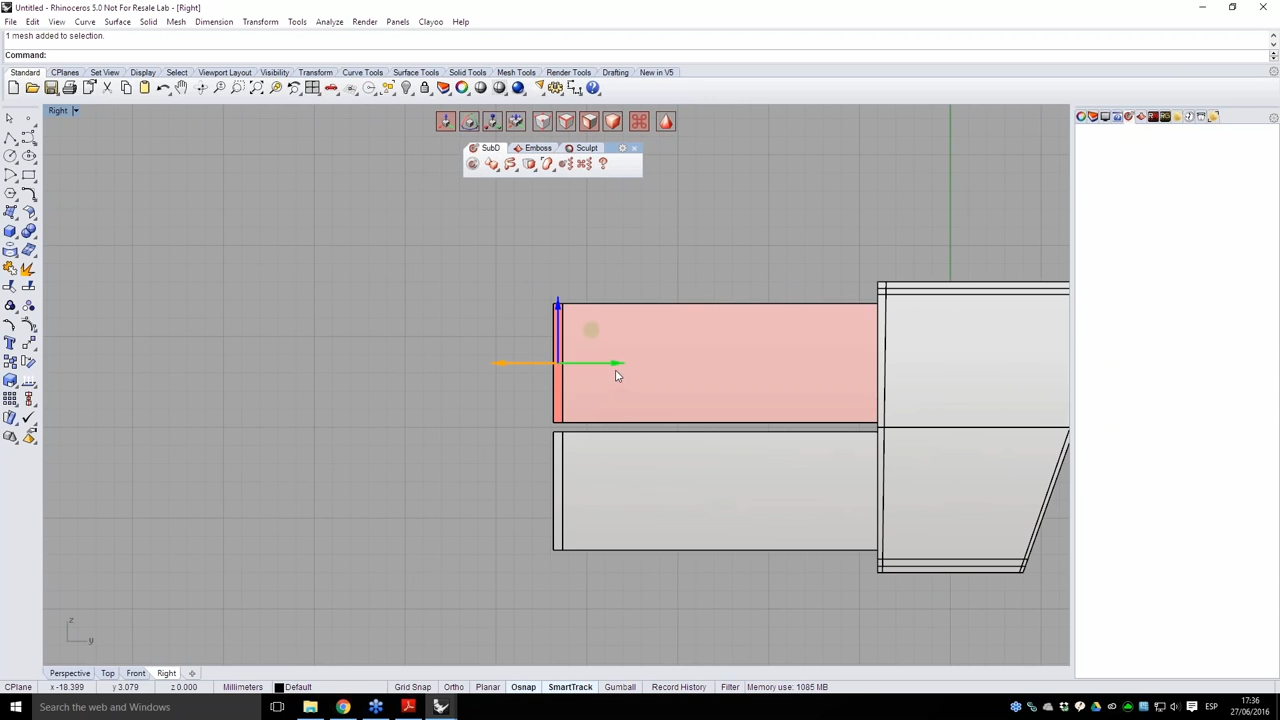 Untitled - Rhinoceros 5.0 Not For Resale Lab - [Right]
File Edit View Curve Surface Solid Mesh Dimension Transform Tools Analyze Render Panels Clayoo Help
1 mesh added to selection.
Command:
Standard CPlanes Set View Display Select Viewport Layout Visibility Transform Curve Tools Surface Tools Solid Tools Mesh Tools Render Tools Drafting New in V5
Right
SubD Emboss Sculpt
z
y
Perspective Top Front Right
CPlane x -18.399 y 3.079 z 0.000 Millimeters Default Grid Snap Ortho Planar Osnap SmartTrack Gumball Record History Filter Memory use: 1085 MB
Search the web and Windows
ESP
17:36
27/06/2016